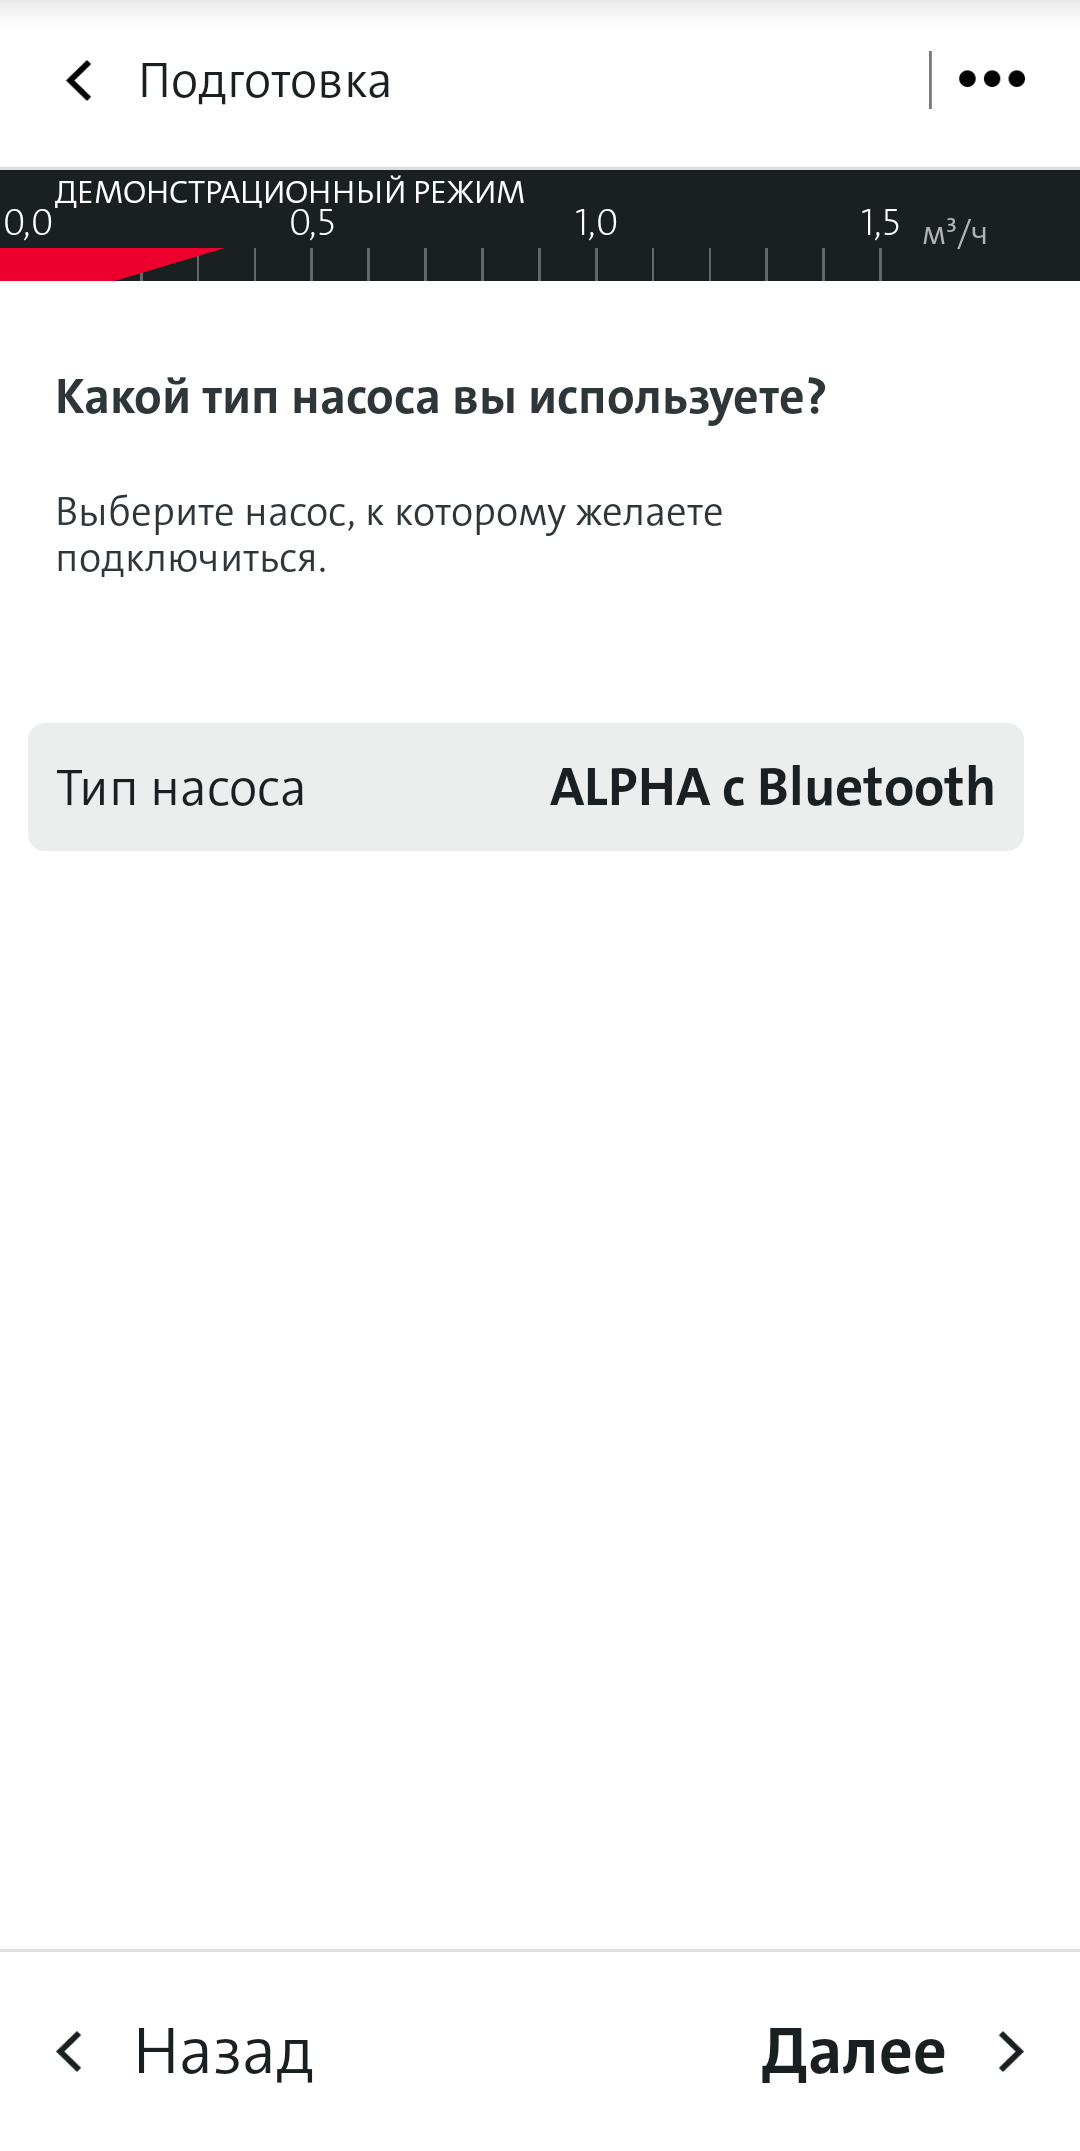 Подготовка
ДЕМОНСТРАЦИОННЫЙ РЕЖИМ
0,0 0,5 1,0 1,5 м³/ч
Какой тип насоса вы используете?
Выберите насос, к которому желаете
подключиться.
Тип насоса ALPHA с Bluetooth
Назад Далее